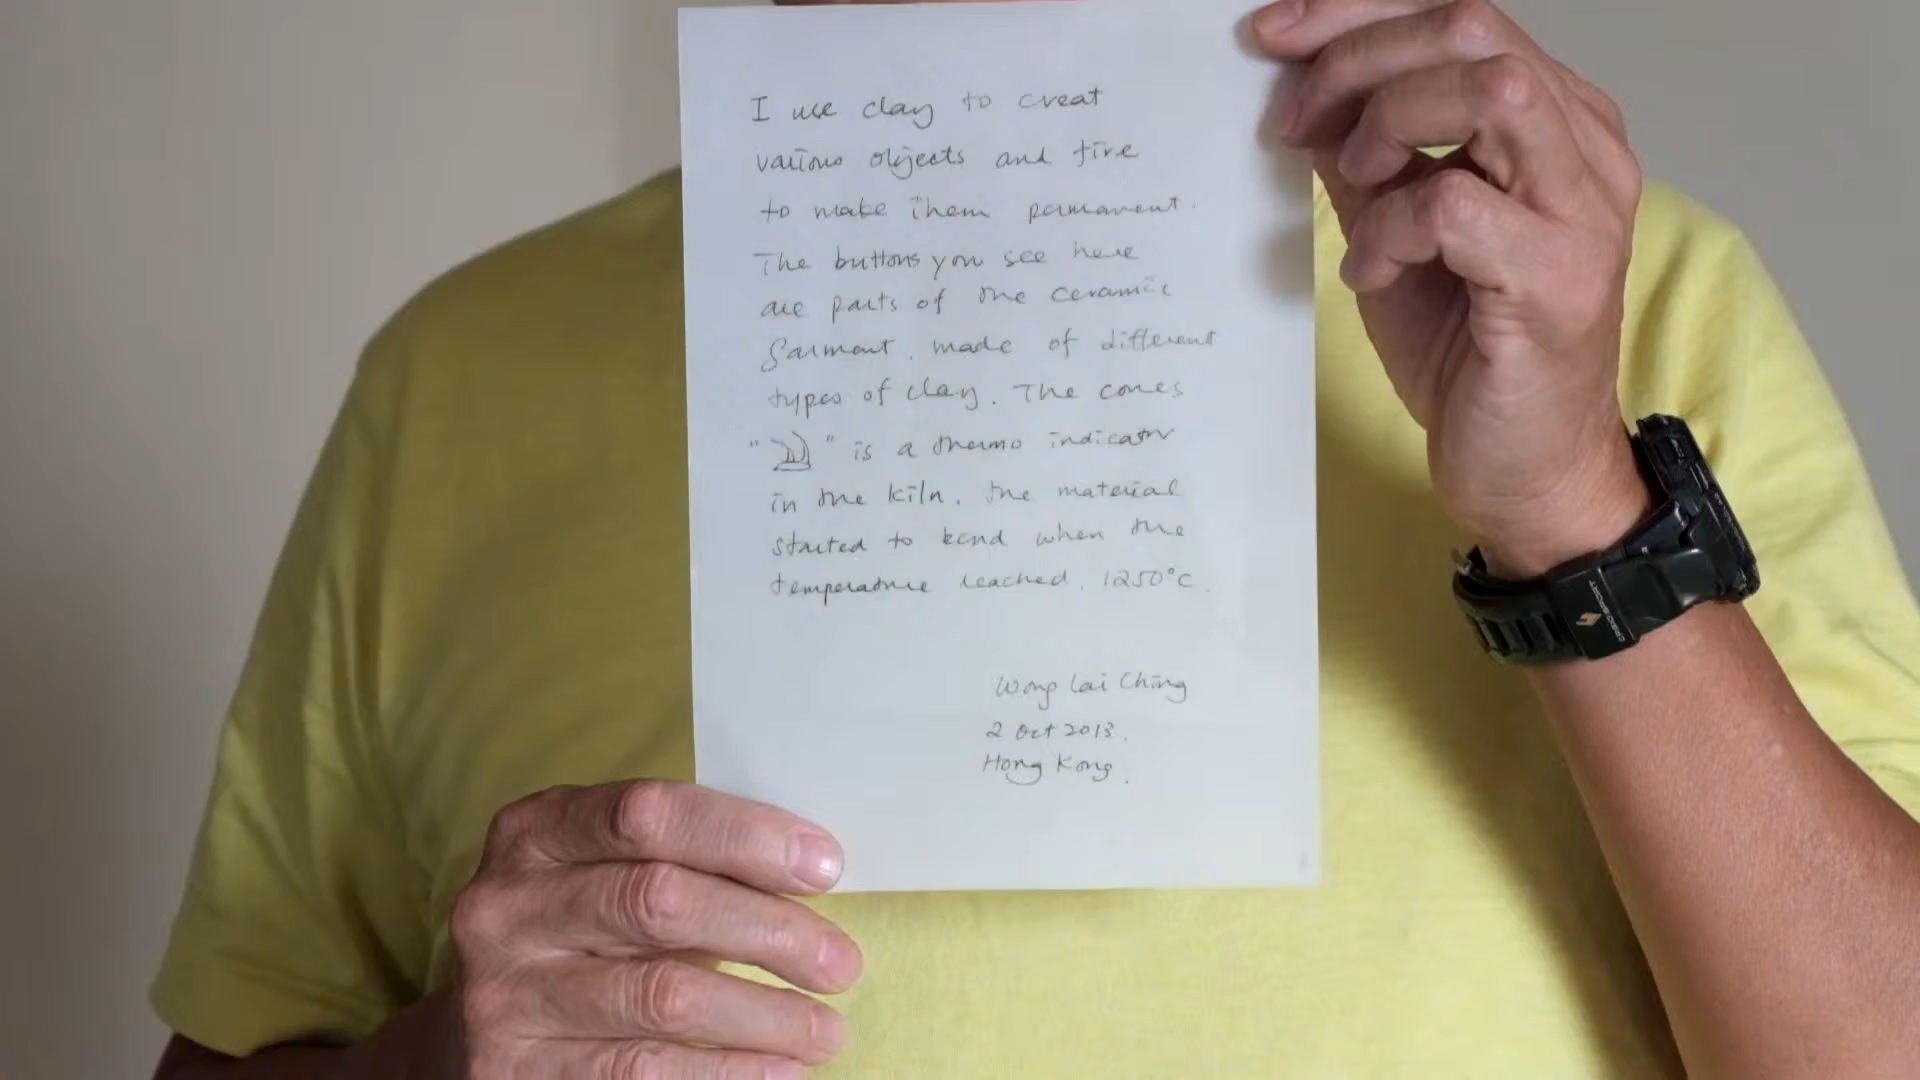 I use clay to creat
various objects and fire
to make them permanent.
The buttons you see here
are parts of the ceramic
garment, made of different
types of clay. The cones
" " is a thermo indicator
in the kiln. the material
started to bend when the
temperature reached. 1250°C.
Wong Lai Ching
2 Oct 2013.
Hong Kong.